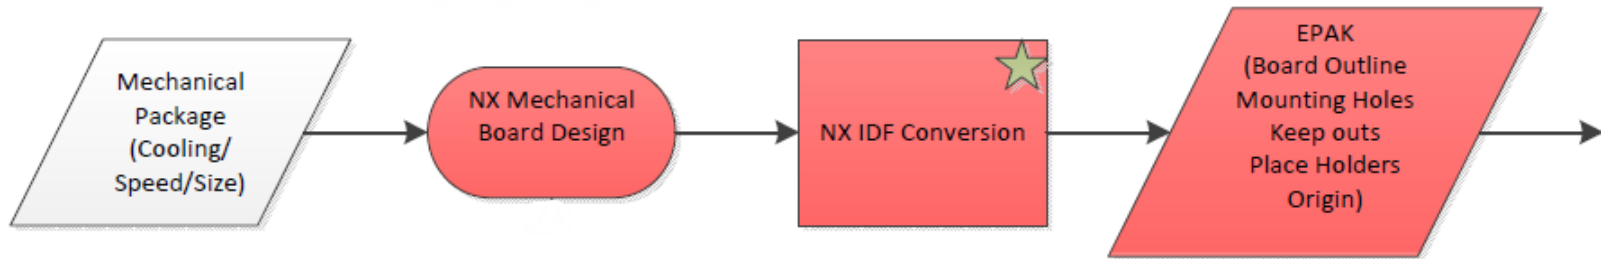 Mechanical
Package
(Cooling/
Speed/Size)
NX Mechanical
Board Design
NX IDF Conversion
EPAK
(Board Outline
Mounting Holes
Keep outs
Place Holders
Origin)